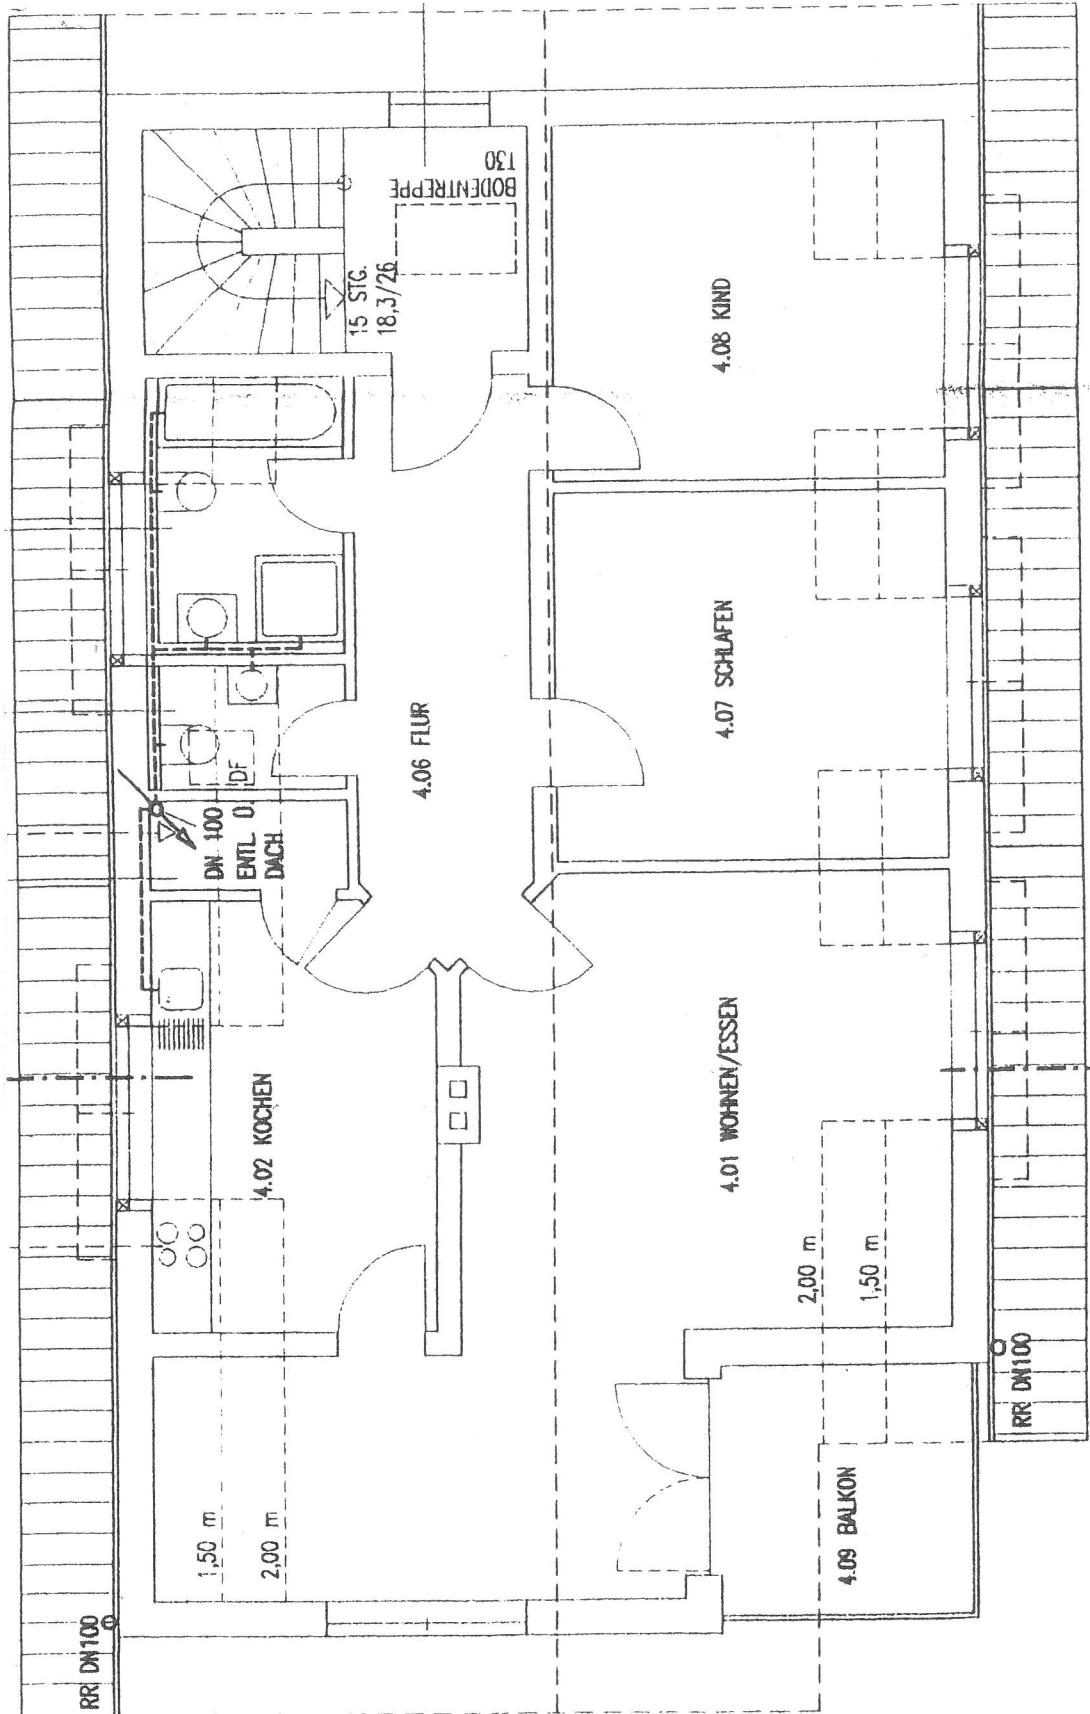 RR DN100
1,50 m
2,00 m
4.02 KOCHEN
DN 100
ENTL. Ü.
DACH
DF
15 STG.
18,3/26
BODENTREPPE
T30
4.06 FLUR
4.09 BALKON
2,00 m
1,50 m
4.01 WOHNEN/ESSEN
4.07 SCHLAFEN
4.08 KIND
RR DN100